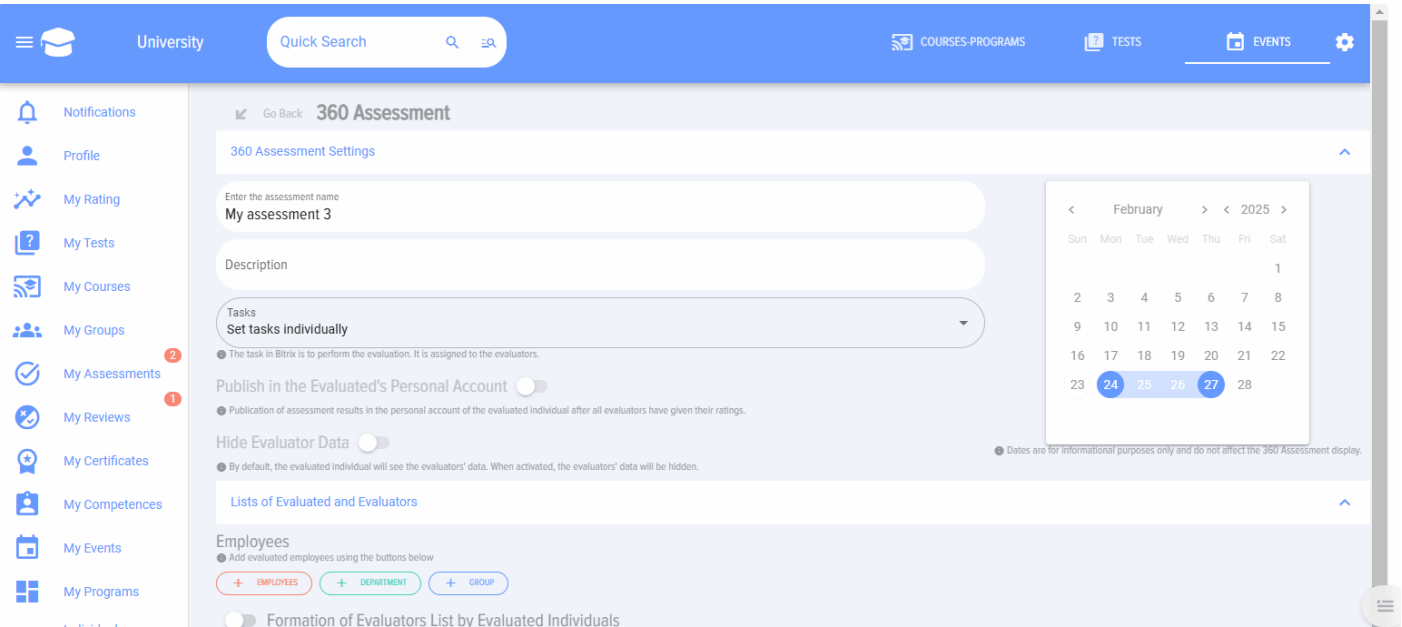 University
Quick Search
COURSES-PROGRAMS
TESTS
EVENTS
Notifications
Profile
My Rating
My Tests
My Courses
My Groups
2
My Assessments
1
My Reviews
My Certificates
My Competences
My Events
My Programs
Go Back 360 Assessment
360 Assessment Settings
Enter the assessment name
My assessment 3
Description
Tasks
Set tasks individually
The task in Bitrix is to perform the evaluation. It is assigned to the evaluators.
Publish in the Evaluated's Personal Account
Publication of assessment results in the personal account of the evaluated individual after all evaluators have given their ratings.
Hide Evaluator Data
By default, the evaluated individual will see the evaluators' data. When activated, the evaluators' data will be hidden.
February 2025
Sun Mon Tue Wed Thu Fri Sat
1
2 3 4 5 6 7 8
9 10 11 12 13 14 15
16 17 18 19 20 21 22
23 24 25 26 27 28
Dates are for informational purposes only and do not affect the 360 Assessment display.
Lists of Evaluated and Evaluators
Employees
Add evaluated employees using the buttons below
+ EMPLOYEES
+ DEPARTMENT
+ GROUP
Formation of Evaluators List by Evaluated Individuals